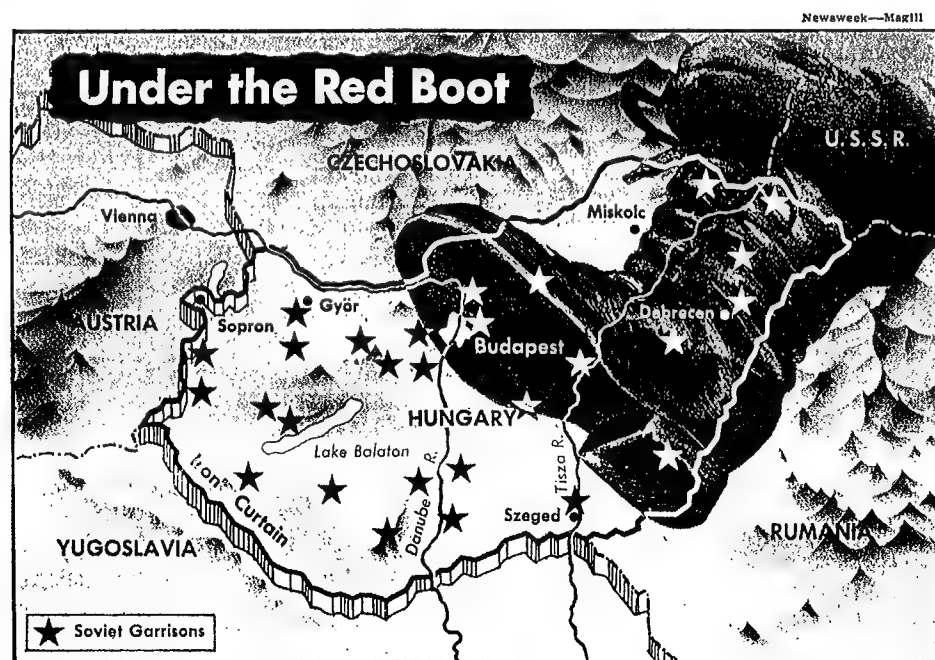 Newsweek—Magill
Under the Red Boot
U.S.S.R.
CZECHOSLOVAKIA
Vienna
Miskolc
Györ
AUSTRIA
Sopron
Debrecen
Budapest
HUNGARY
Lake Balaton
Danube R.
Tisza R.
Iron Curtain
Szeged
YUGOSLAVIA
RUMANIA
Soviet Garrisons